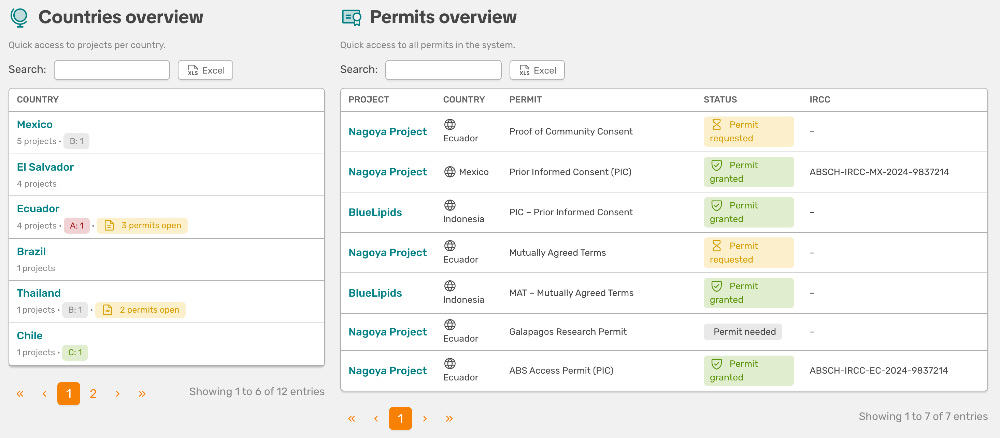 Countries overview
Quick access to projects per country.
Search:
XLS Excel
COUNTRY
Mexico
5 projects • B: 1
El Salvador
4 projects
Ecuador
4 projects • A: 1 • 3 permits open
Brazil
1 projects
Thailand
1 projects • B: 1 • 2 permits open
Chile
1 projects • C: 1
« ‹ 1 2 › »
Showing 1 to 6 of 12 entries
Permits overview
Quick access to all permits in the system.
Search:
XLS Excel
PROJECT COUNTRY PERMIT STATUS IRCC
Nagoya Project Ecuador Proof of Community Consent Permit requested –
Nagoya Project Mexico Prior Informed Consent (PIC) Permit granted ABSCH-IRCC-MX-2024-9837214
BlueLipids Indonesia PIC – Prior Informed Consent Permit granted –
Nagoya Project Ecuador Mutually Agreed Terms Permit requested –
BlueLipids Indonesia MAT – Mutually Agreed Terms Permit granted –
Nagoya Project Ecuador Galapagos Research Permit Permit needed –
Nagoya Project Ecuador ABS Access Permit (PIC) Permit granted ABSCH-IRCC-EC-2024-9837214
« ‹ 1 › »
Showing 1 to 7 of 7 entries